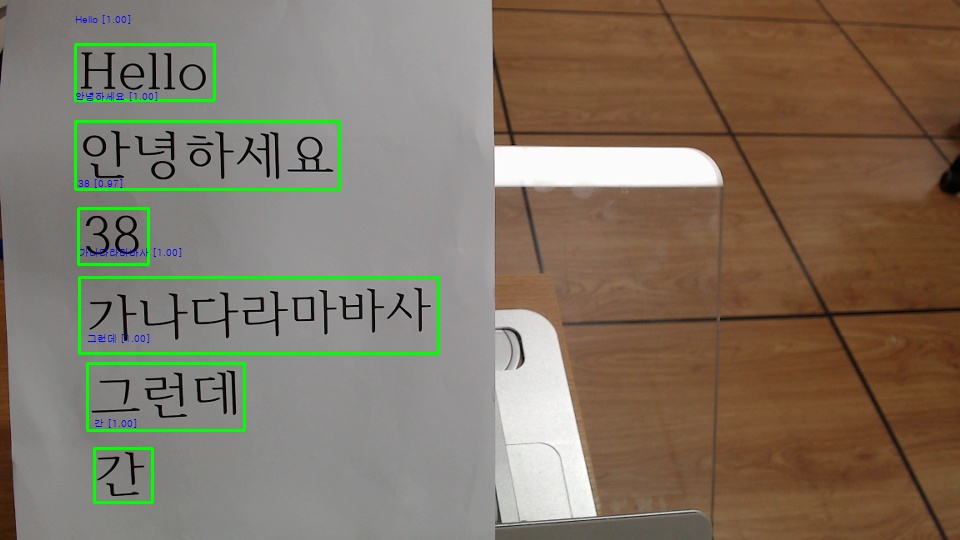 Hello [1.00]
Hello
안녕하세요 [1.00]
안녕하세요
38 [0.97]
38
가나다라마바사 [1.00]
가나다라마바사
그런데 [1.00]
그런데
간 [1.00]
간